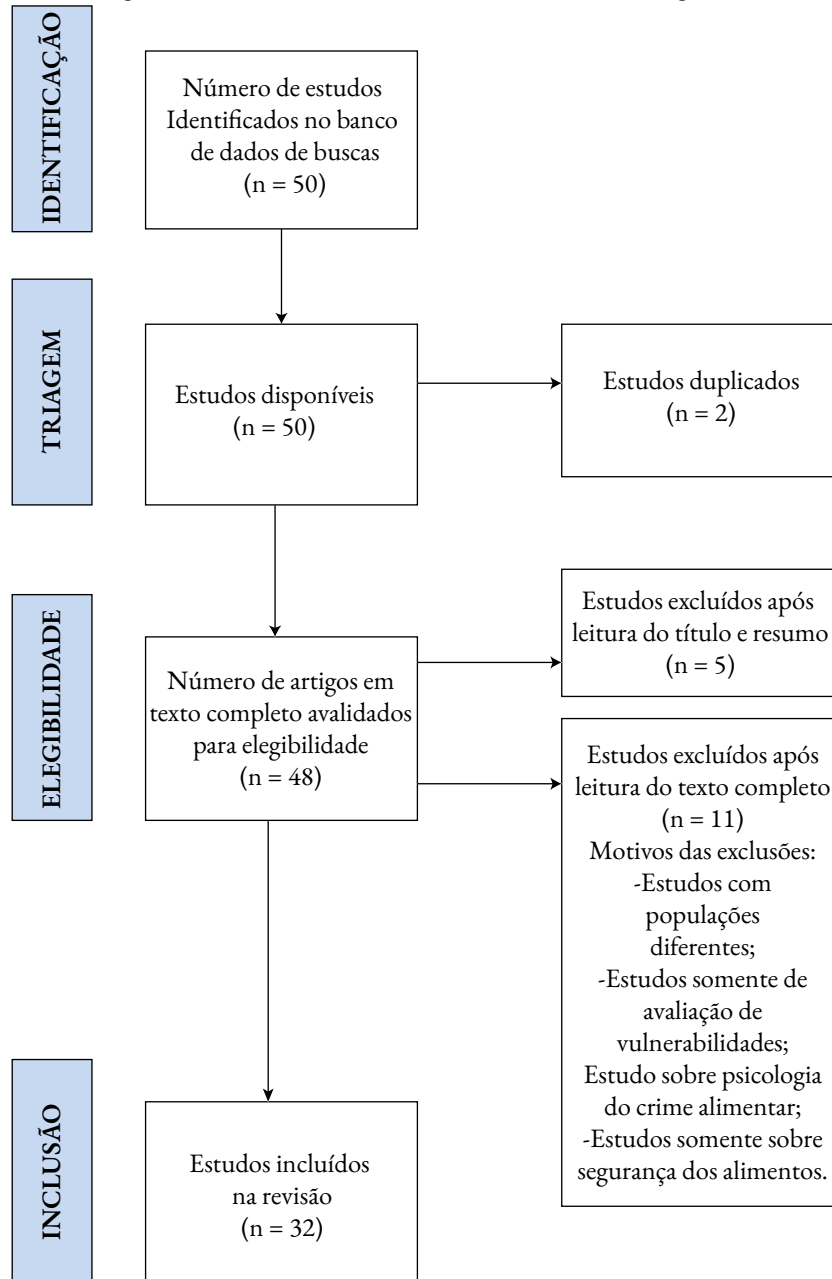 IDENTIFICAÇÃO
Número de estudos
Identificados no banco
de dados de buscas
(n = 50)
TRIAGEM
Estudos disponíveis
(n = 50)
Estudos duplicados
(n = 2)
ELEGIBILIDADE
Número de artigos em
texto completo avalidados
para elegibilidade
(n = 48)
Estudos excluídos após
leitura do título e resumo
(n = 5)
Estudos excluídos após
leitura do texto completo
(n = 11)
Motivos das exclusões:
-Estudos com
populações
diferentes;
-Estudos somente de
avaliação de
vulnerabilidades;
Estudo sobre psicologia
do crime alimentar;
-Estudos somente sobre
segurança dos alimentos.
INCLUSÃO
Estudos incluídos
na revisão
(n = 32)